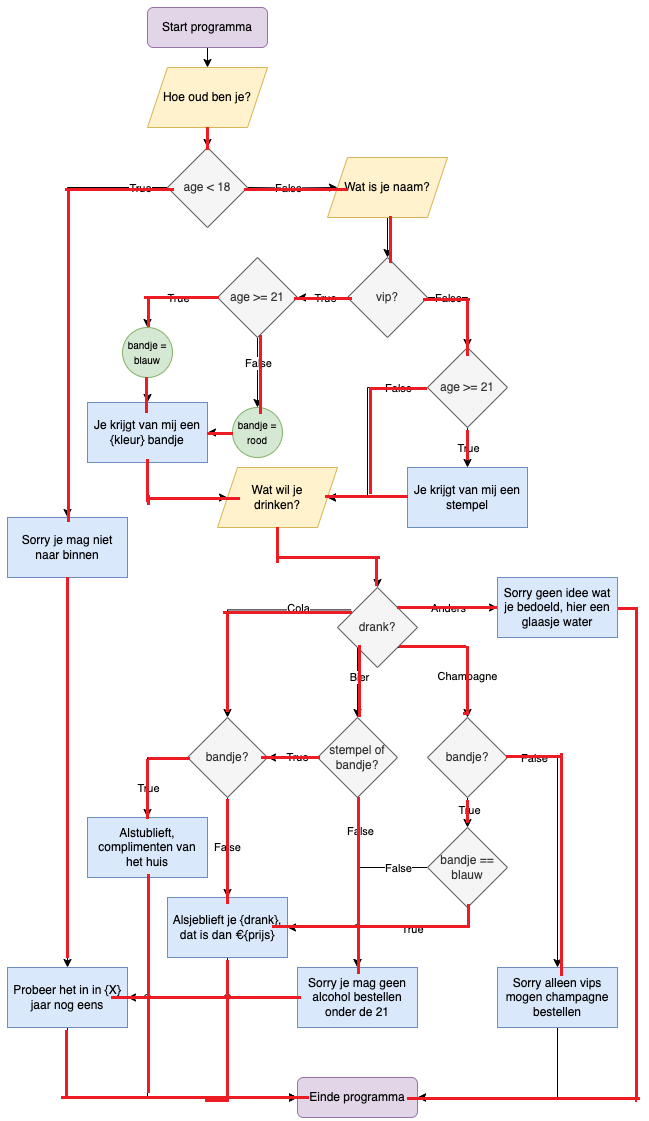 Start programma
Hoe oud ben je?
age < 18
True
False
Wat is je naam?
vip?
True
False
age >= 21
True
False
bandje =
blauw
bandje =
rood
Je krijgt van mij een
{kleur} bandje
age >= 21
False
True
Je krijgt van mij een
stempel
Wat wil je
drinken?
Sorry je mag niet
naar binnen
drank?
Cola
Bier
Champagne
Anders
Sorry geen idee wat
je bedoeld, hier een
glaasje water
bandje?
True
False
stempel of
bandje?
True
False
bandje?
False
True
bandje ==
blauw
False
True
Alstublieft,
complimenten van
het huis
Alsjeblieft je {drank},
dat is dan €{prijs}
Probeer het in in {X}
jaar nog eens
Sorry je mag geen
alcohol bestellen
onder de 21
Sorry alleen vips
mogen champagne
bestellen
Einde programma